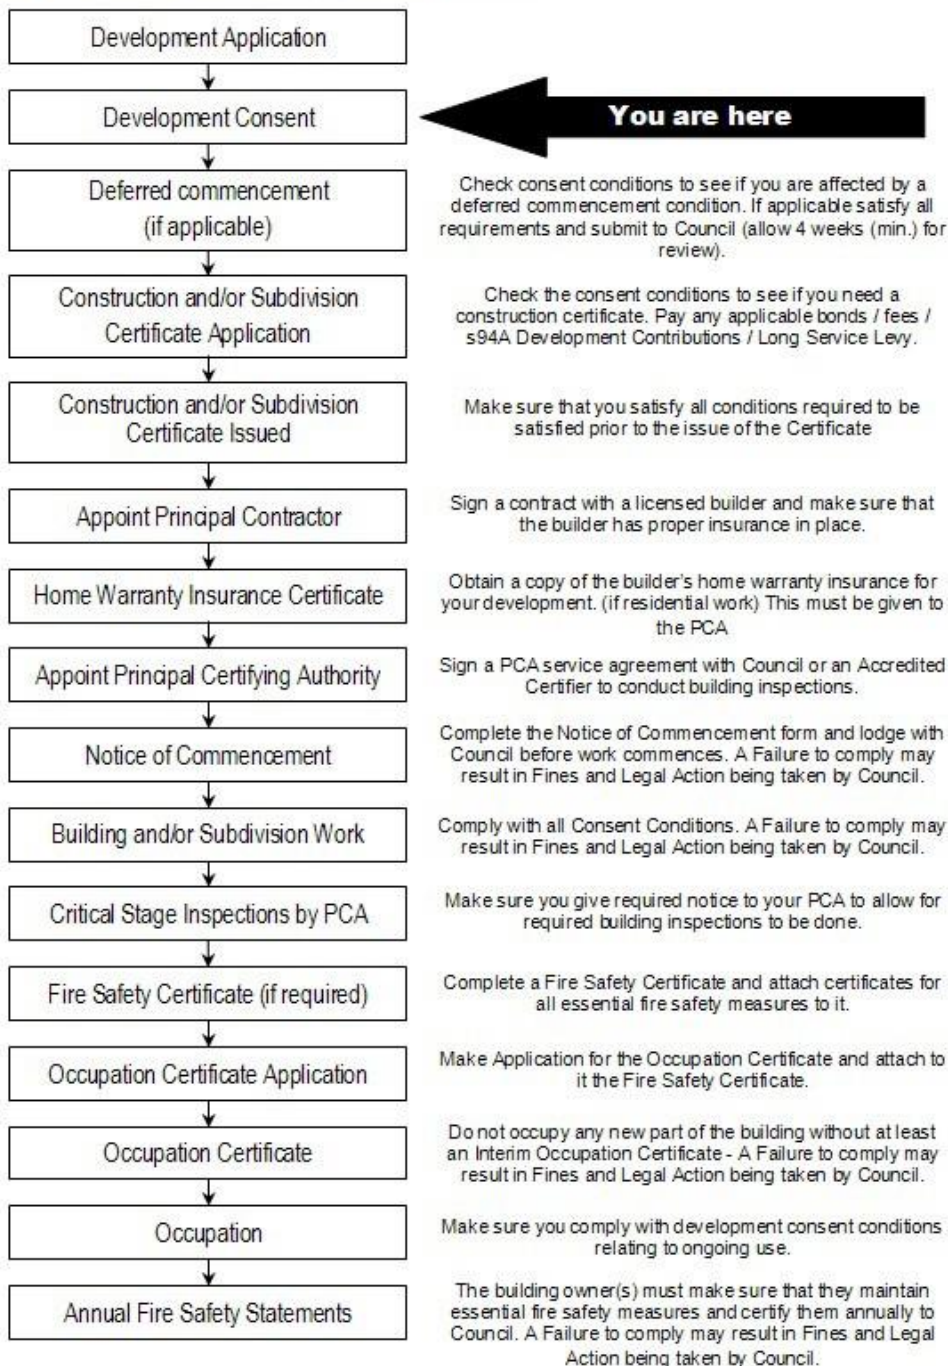 Development Application
Development Consent
You are here
Deferred commencement
(if applicable)
Check consent conditions to see if you are affected by a
deferred commencement condition. If applicable satisfy all
requirements and submit to Council (allow 4 weeks (min.) for
review).
Construction and/or Subdivision
Certificate Application
Check the consent conditions to see if you need a
construction certificate. Pay any applicable bonds / fees /
s94A Development Contributions / Long Service Levy.
Construction and/or Subdivision
Certificate Issued
Make sure that you satisfy all conditions required to be
satisfied prior to the issue of the Certificate
Appoint Principal Contractor
Sign a contract with a licensed builder and make sure that
the builder has proper insurance in place.
Home Warranty Insurance Certificate
Obtain a copy of the builder's home warranty insurance for
your development. (if residential work) This must be given to
the PCA
Appoint Principal Certifying Authority
Sign a PCA service agreement with Council or an Accredited
Certifier to conduct building inspections.
Notice of Commencement
Complete the Notice of Commencement form and lodge with
Council before work commences. A Failure to comply may
result in Fines and Legal Action being taken by Council.
Building and/or Subdivision Work
Comply with all Consent Conditions. A Failure to comply may
result in Fines and Legal Action being taken by Council.
Critical Stage Inspections by PCA
Make sure you give required notice to your PCA to allow for
required building inspections to be done.
Fire Safety Certificate (if required)
Complete a Fire Safety Certificate and attach certificates for
all essential fire safety measures to it.
Occupation Certificate Application
Make Application for the Occupation Certificate and attach to
it the Fire Safety Certificate.
Occupation Certificate
Do not occupy any new part of the building without at least
an Interim Occupation Certificate - A Failure to comply may
result in Fines and Legal Action being taken by Council.
Occupation
Make sure you comply with development consent conditions
relating to ongoing use.
Annual Fire Safety Statements
The building owner(s) must make sure that they maintain
essential fire safety measures and certify them annually to
Council. A Failure to comply may result in Fines and Legal
Action being taken by Council.